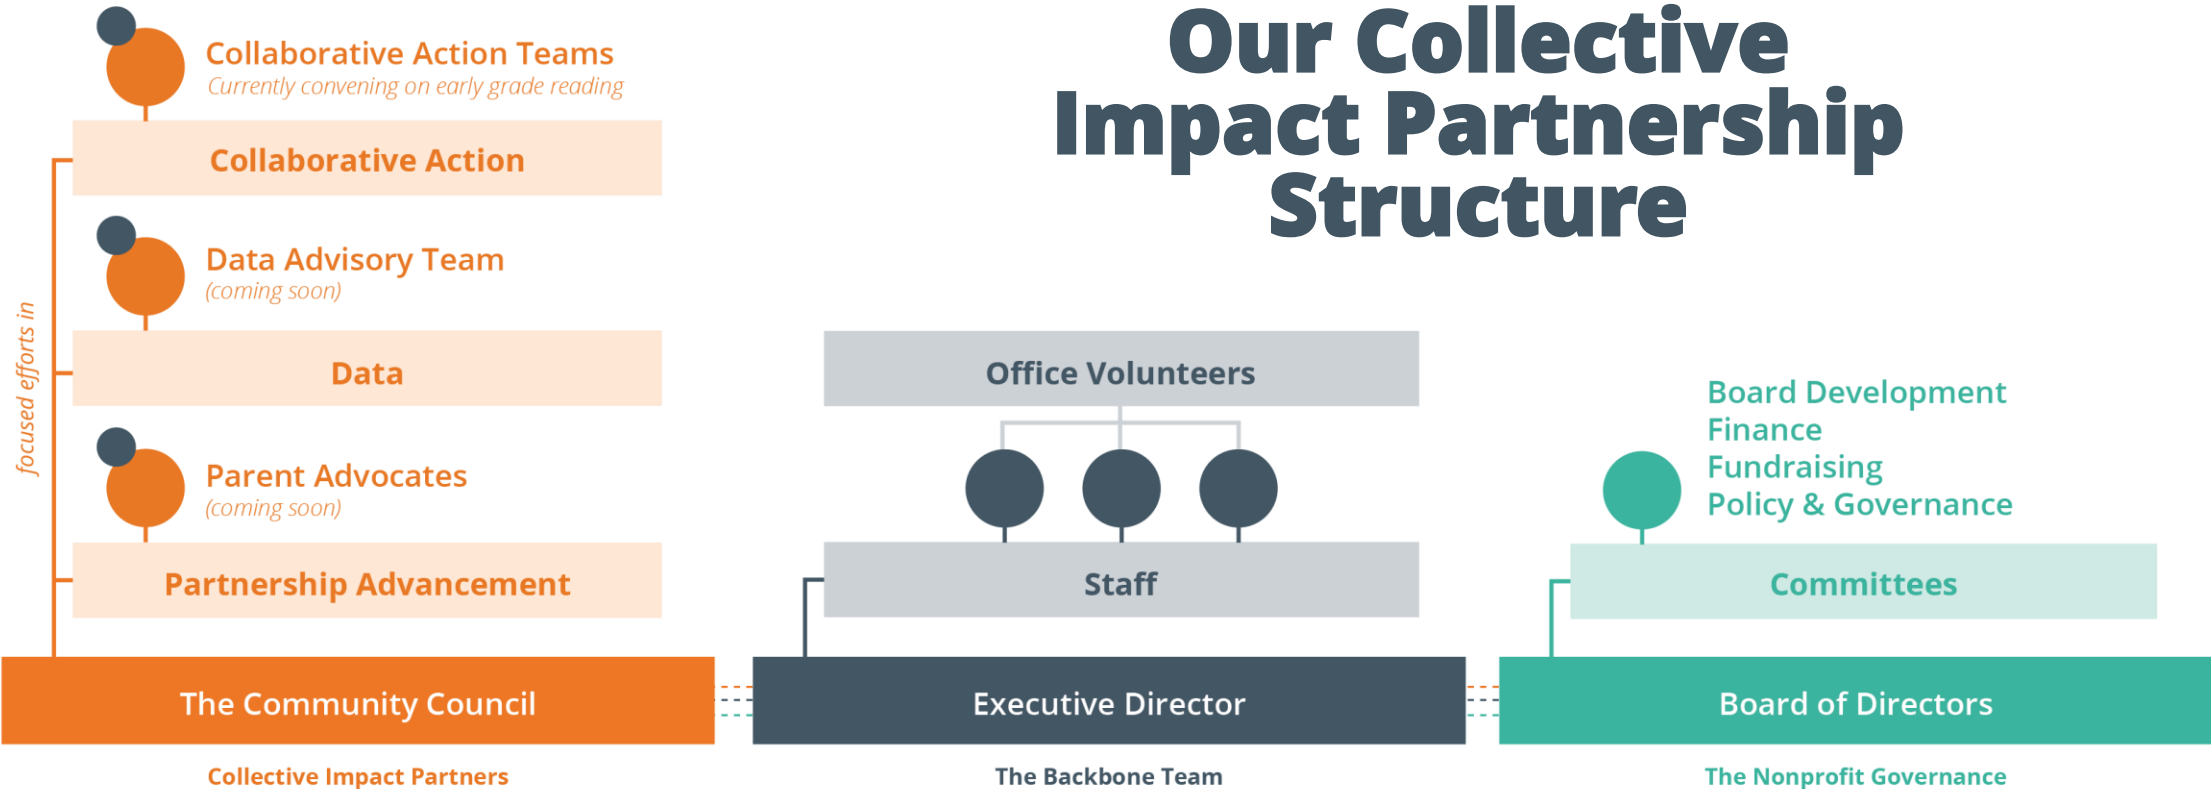 Our Collective
Impact Partnership
Structure
Collaborative Action Teams
Currently convening on early grade reading
Collaborative Action
Data Advisory Team
(coming soon)
focused efforts in
Data
Parent Advocates
(coming soon)
Partnership Advancement
The Community Council
Collective Impact Partners
Office Volunteers
Staff
Executive Director
The Backbone Team
Board Development
Finance
Fundraising
Policy & Governance
Committees
Board of Directors
The Nonprofit Governance